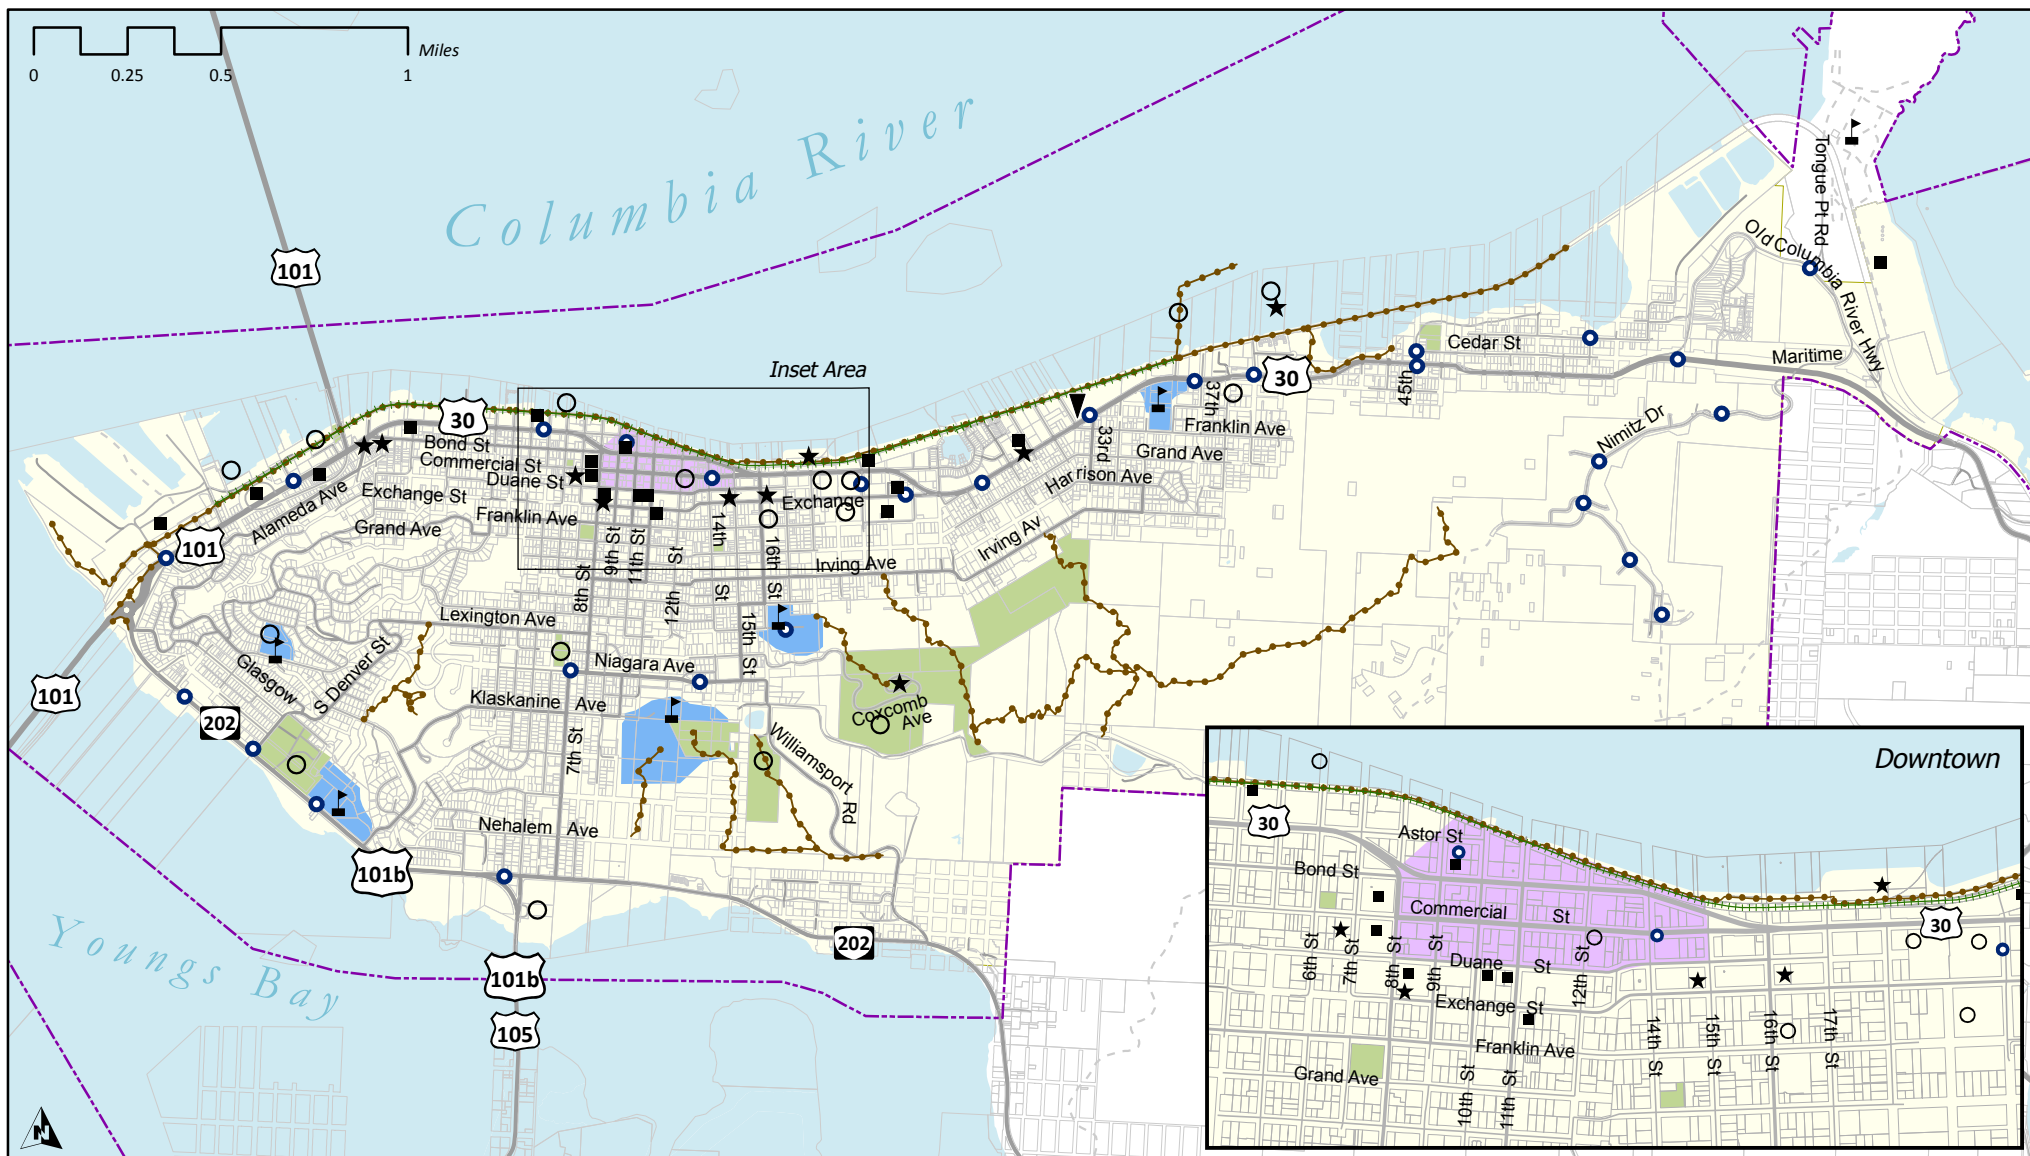 Miles
0 0.25 0.5 1
Columbia River
101
Tongue Pt Rd
Old Columbia River Hwy
Inset Area
30
Cedar St
Maritime
30
45th
37th
Bond St
Commercial St
Duane St
Franklin Ave
Grand Ave
33rd
Harrison Ave
Nimitz Dr
Alameda Ave
Exchange St
Exchange
Franklin Ave
Grand Ave
14th St
Irving Av
101
9th St
11th St
16th St
Irving Ave
8th St
12th St
Lexington Ave
15th St
Glasgow
S Denver St
Niagara Ave
101
Klaskanine Ave
Coxcomb Ave
202
7th St
Williamsport Rd
Nehalem Ave
101b
Youngs Bay
202
101b
105
N
Downtown
30
Astor St
Bond St
Commercial St
30
6th St
7th St
8th St
9th St
Duane St
12th St
Exchange St
14th St
15th St
16th St
17th St
Franklin Ave
Grand Ave
10th St
11th St